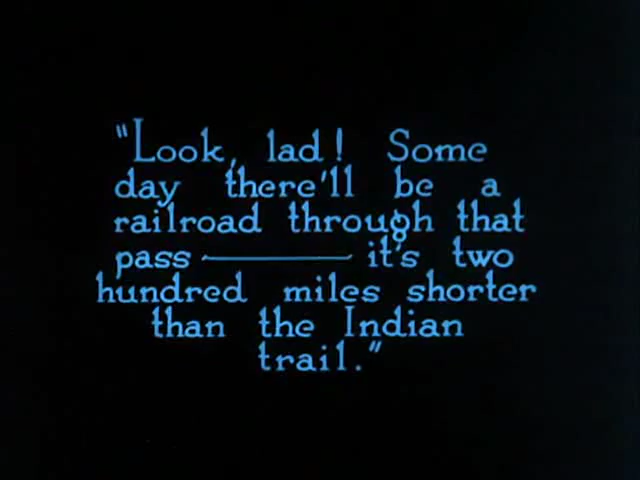 "Look, lad! Some
day there'll be a
railroad through that
pass — it's two
hundred miles shorter
than the Indian
trail."